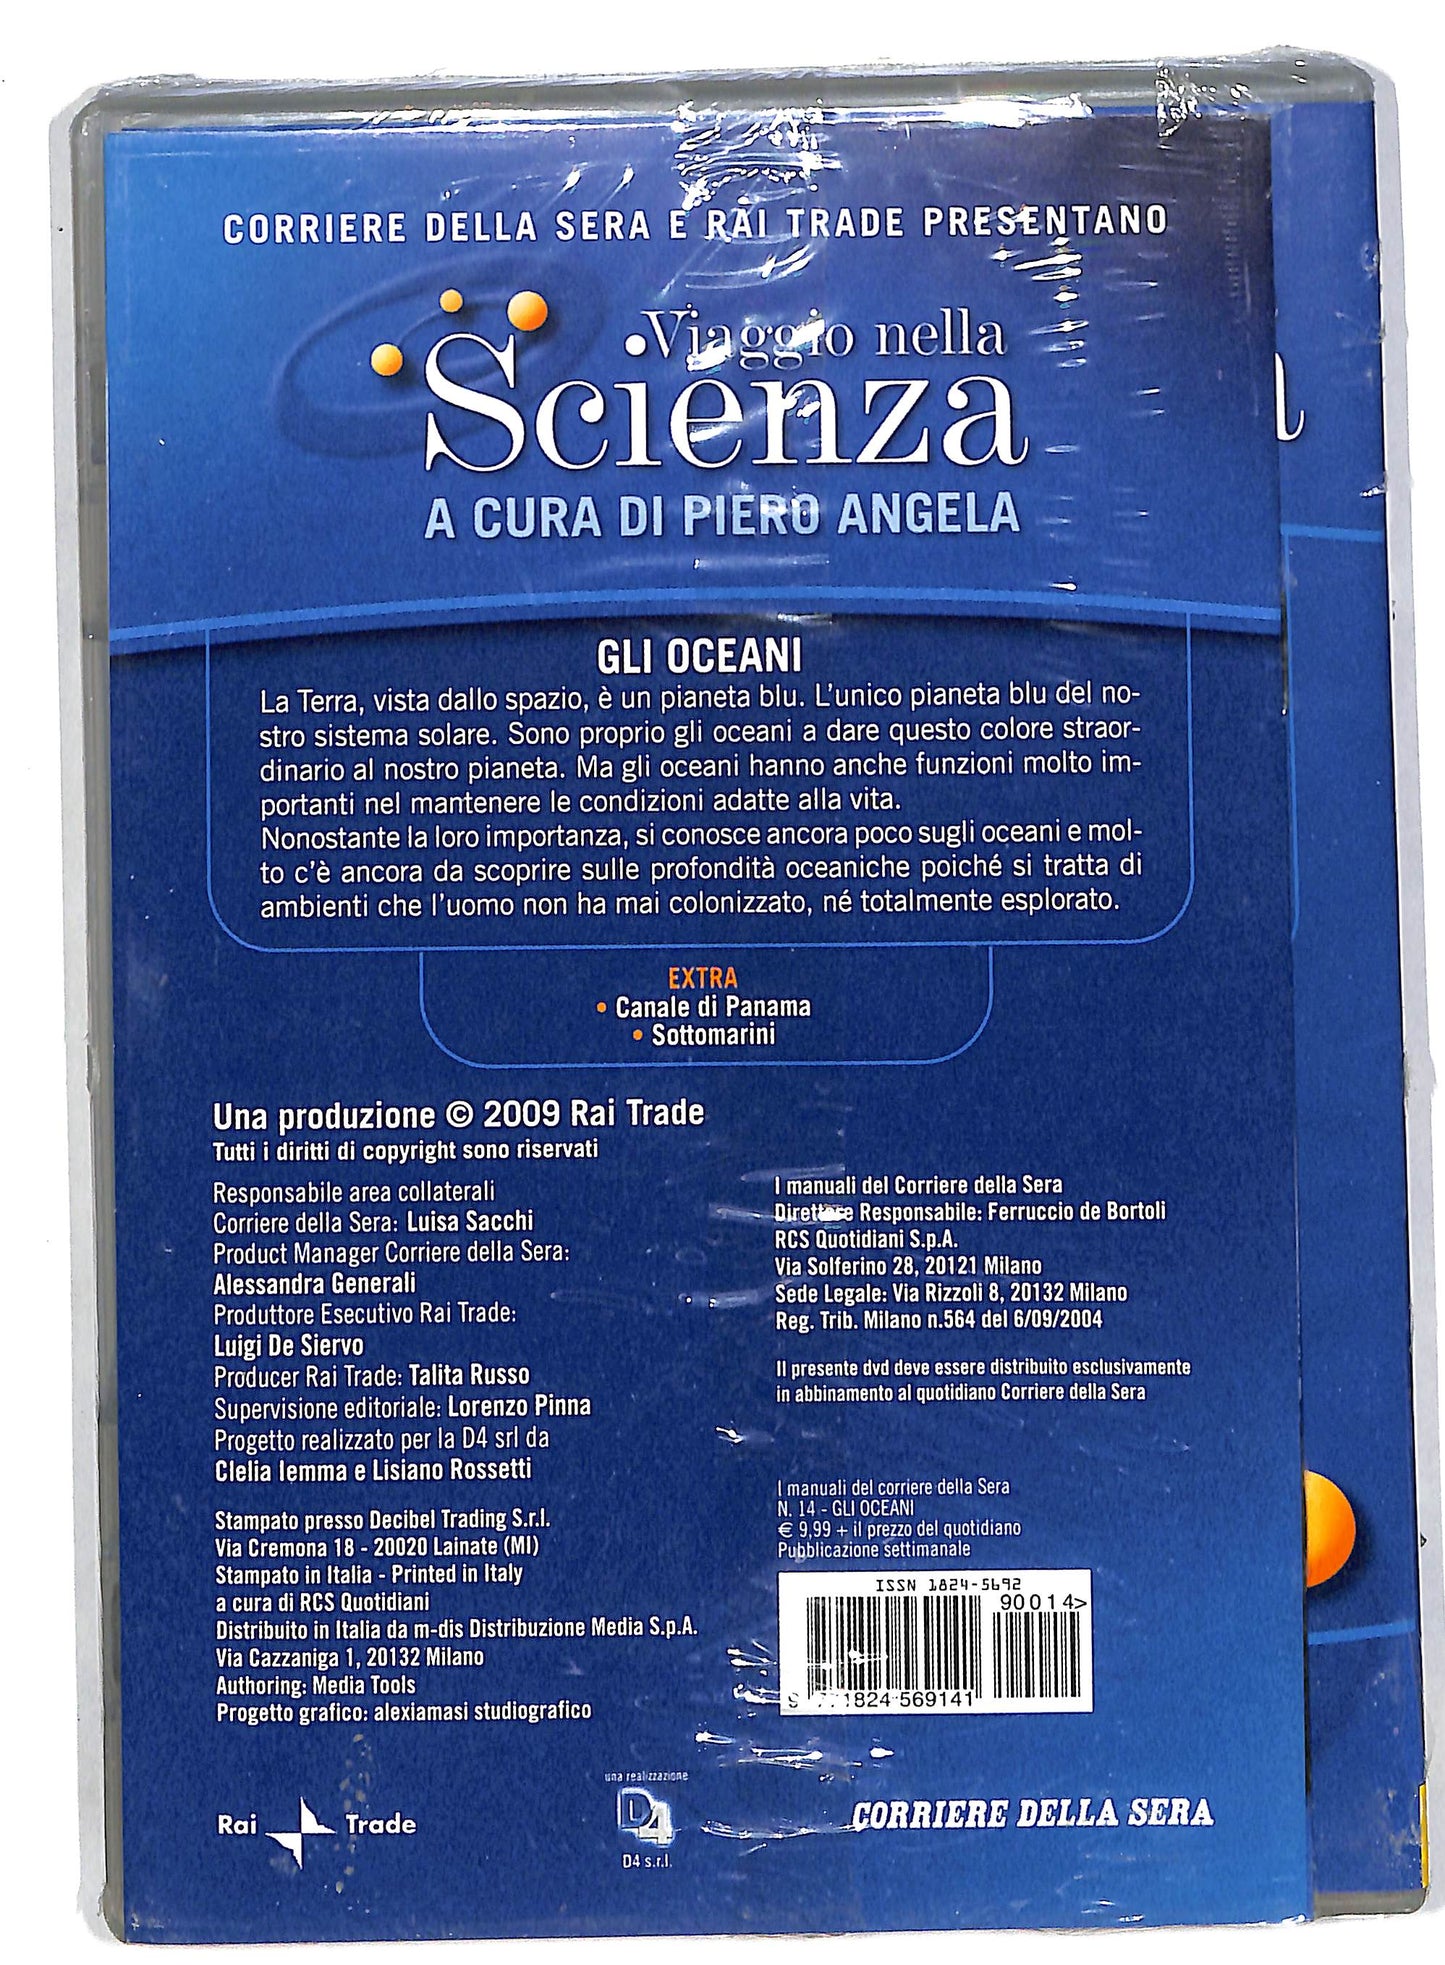 CORRIERE DELLA SERA E RAI TRADE PRESENTANO
Viaggio nella
Scienza
A CURA DI PIERO ANGELA
GLI OCEANI
La Terra, vista dallo spazio, è un pianeta blu. L'unico pianeta blu del no-
stro sistema solare. Sono proprio gli oceani a dare questo colore straor-
dinario al nostro pianeta. Ma gli oceani hanno anche funzioni molto im-
portanti nel mantenere le condizioni adatte alla vita.
Nonostante la loro importanza, si conosce ancora poco sugli oceani e mol-
to c'è ancora da scoprire sulle profondità oceaniche poiché si tratta di
ambienti che l'uomo non ha mai colonizzato, né totalmente esplorato.
EXTRA
• Canale di Panama
• Sottomarini
Una produzione © 2009 Rai Trade
Tutti i diritti di copyright sono riservati
Responsabile area collaterali
Corriere della Sera: Luisa Sacchi
Product Manager Corriere della Sera:
Alessandra Generali
Produttore Esecutivo Rai Trade:
Luigi De Siervo
Producer Rai Trade: Talita Russo
Supervisione editoriale: Lorenzo Pinna
Progetto realizzato per la D4 srl da
Clelia Iemma e Lisiano Rossetti
Stampato presso Decibel Trading S.r.l.
Via Cremona 18 - 20020 Lainate (MI)
Stampato in Italia - Printed in Italy
a cura di RCS Quotidiani
Distribuito in Italia da m-dis Distribuzione Media S.p.A.
Via Cazzaniga 1, 20132 Milano
Authoring: Media Tools
Progetto grafico: alexiamasi studiografico
I manuali del Corriere della Sera
Direttore Responsabile: Ferruccio de Bortoli
RCS Quotidiani S.p.A.
Via Solferino 28, 20121 Milano
Sede Legale: Via Rizzoli 8, 20132 Milano
Reg. Trib. Milano n.564 del 6/09/2004
Il presente dvd deve essere distribuito esclusivamente
in abbinamento al quotidiano Corriere della Sera
I manuali del corriere della Sera
N. 14 - GLI OCEANI
€ 9,99 + il prezzo del quotidiano
Pubblicazione settimanale
ISSN 1824-5692
90014>
9 771824 569141
Rai Trade
una realizzazione
D4
D4 s.r.l.
CORRIERE DELLA SERA
a